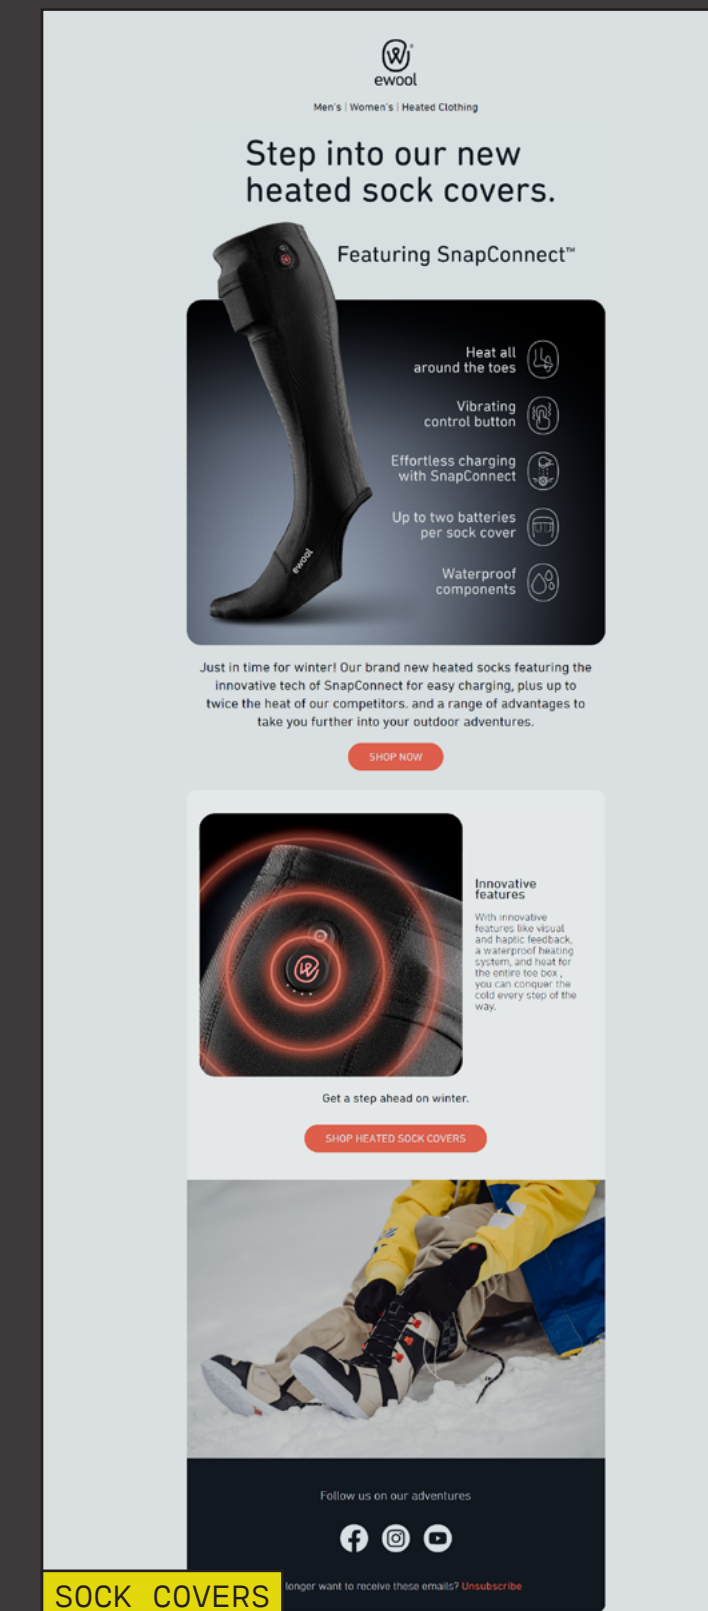 ewool
Men's | Women's | Heated Clothing
Step into our new
heated sock covers.
Featuring SnapConnect™
Heat all
around the toes
Vibrating
control button
Effortless charging
with SnapConnect
Up to two batteries
per sock cover
Waterproof
components
ewool
Just in time for winter! Our brand new heated socks featuring the
innovative tech of SnapConnect for easy charging, plus up to
twice the heat of our competitors. and a range of advantages to
take you further into your outdoor adventures.
SHOP NOW
Innovative
features
With innovative
features like visual
and haptic feedback,
a waterproof heating
system, and heat for
the entire toe box ,
you can conquer the
cold every step of the
way.
Get a step ahead on winter.
SHOP HEATED SOCK COVERS
Follow us on our adventures
longer want to receive these emails? Unsubscribe
SOCK COVERS